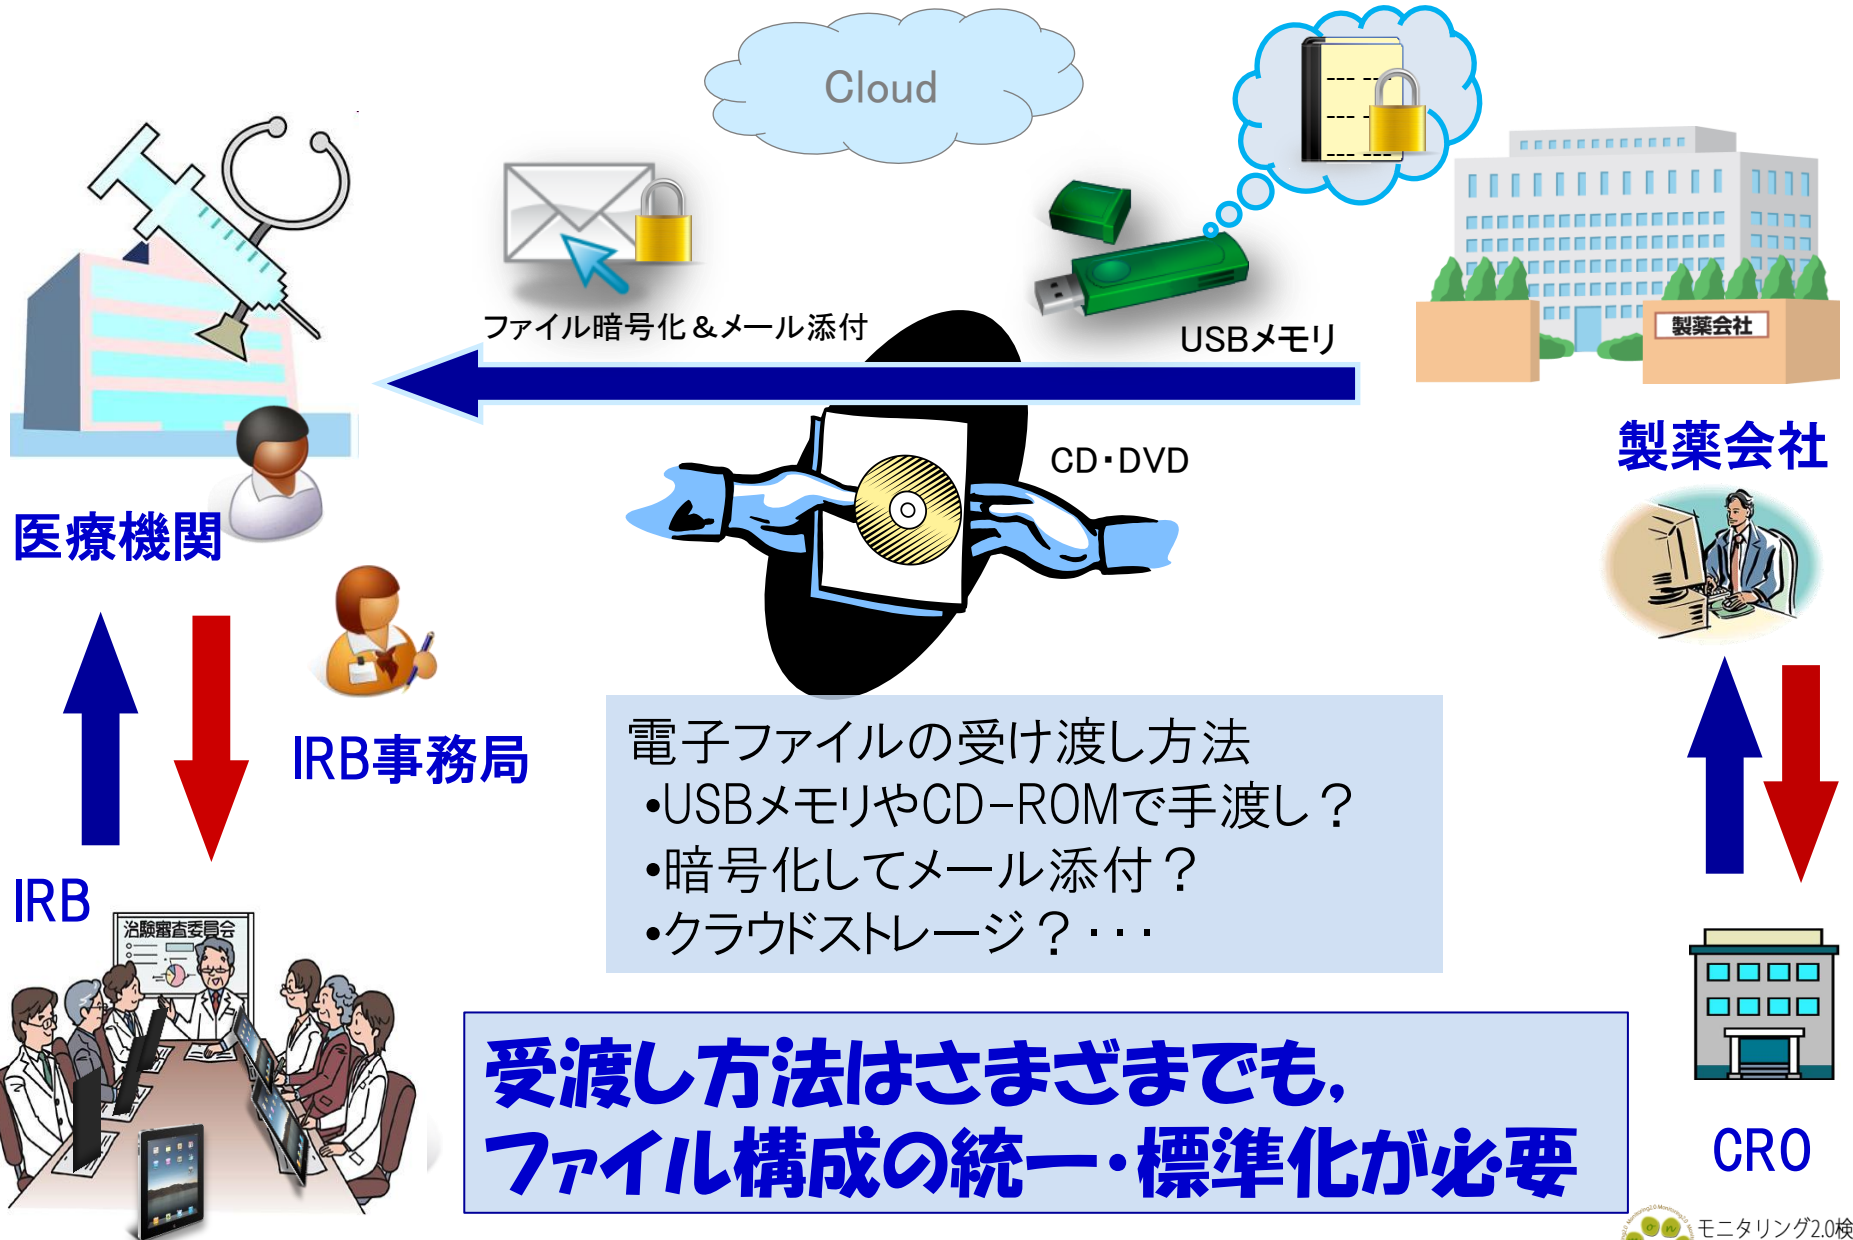 Cloud
ファイル暗号化＆メール添付
USBメモリ
製薬会社
CD・DVD
製薬会社
医療機関
IRB事務局
電子ファイルの受け渡し方法
•USBメモリやCD-ROMで手渡し？
•暗号化してメール添付？
•クラウドストレージ？・・・
IRB
治験審査委員会
受渡し方法はさまざまでも，
ファイル構成の統一・標準化が必要
CRO
モニタリング2.0検